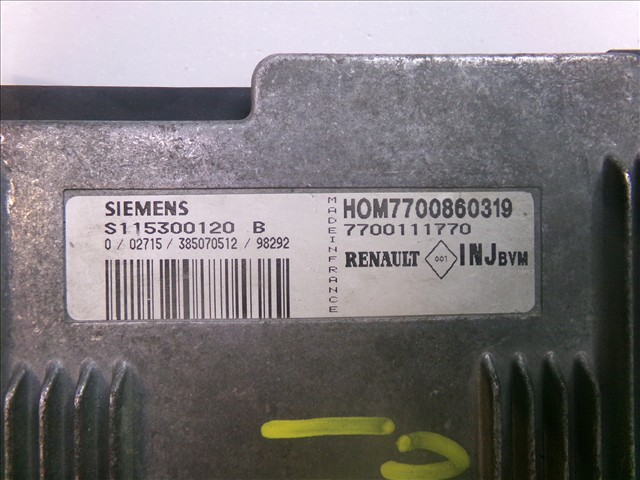 SIEMENS
S115300120 B
0 / 02715 / 385070512 / 98292
MADE IN FRANCE
HOM7700860319
7700111770
RENAULT 001 INJ BVM